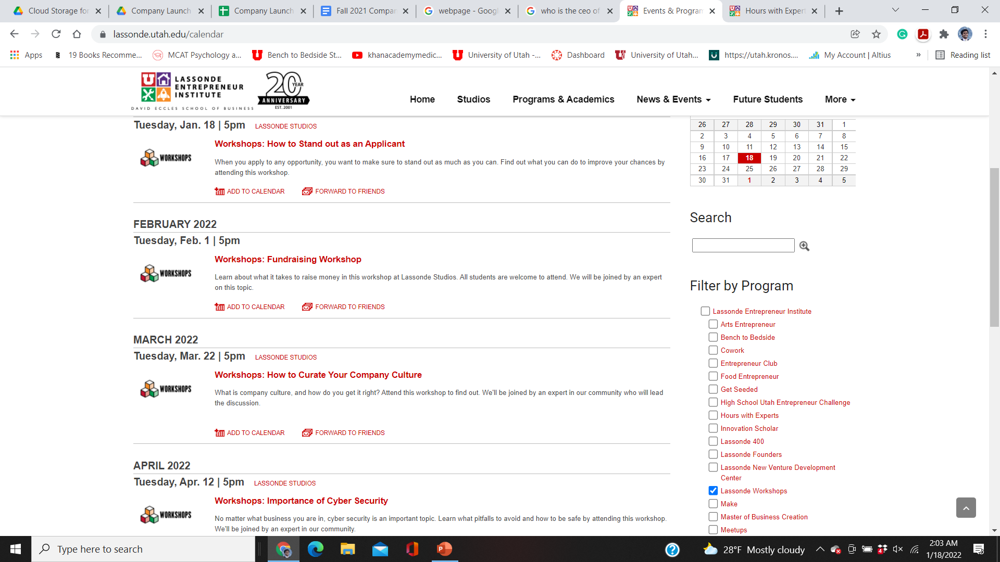 Cloud Storage for
Company Launch
Company Launch
Fall 2021 Compan
webpage - Googl
who is the ceo of
Events & Program
Hours with Expert
lassonde.utah.edu/calendar
Apps
19 Books Recomme...
MCAT Psychology a...
Bench to Bedside St...
khanacademymedic...
University of Utah -...
Dashboard
University of Utah...
https://utah.kronos....
My Account | Altius
»
Reading list
LASSONDE
ENTREPRENEUR
INSTITUTE
DAVID ECCLES SCHOOL OF BUSINESS
20 YEAR
ANNIVERSARY
EST. 2001
Home
Studios
Programs & Academics
News & Events
Future Students
More
Tuesday, Jan. 18 | 5pm LASSONDE STUDIOS
WORKSHOPS
Workshops: How to Stand out as an Applicant
When you apply to any opportunity, you want to make sure to stand out as much as you can. Find out what you can do to improve your chances by
attending this workshop.
ADD TO CALENDAR FORWARD TO FRIENDS
FEBRUARY 2022
Tuesday, Feb. 1 | 5pm
WORKSHOPS
Workshops: Fundraising Workshop
Learn about what it takes to raise money in this workshop at Lassonde Studios. All students are welcome to attend. We will be joined by an expert
on this topic.
ADD TO CALENDAR FORWARD TO FRIENDS
MARCH 2022
Tuesday, Mar. 22 | 5pm LASSONDE STUDIOS
WORKSHOPS
Workshops: How to Curate Your Company Culture
What is company culture, and how do you get it right? Attend this workshop to find out. We'll be joined by an expert in our community who will lead
the discussion.
ADD TO CALENDAR FORWARD TO FRIENDS
APRIL 2022
Tuesday, Apr. 12 | 5pm LASSONDE STUDIOS
WORKSHOPS
Workshops: Importance of Cyber Security
No matter what business you are in, cyber security is an important topic. Learn what pitfalls to avoid and how to be safe by attending this workshop.
We'll be joined by an expert in our community.
26 27 28 29 30 31 1
2 3 4 5 6 7 8
9 10 11 12 13 14 15
16 17 18 19 20 21 22
23 24 25 26 27 28 29
30 31 1 2 3 4 5
Search
Filter by Program
Lassonde Entrepreneur Institute
Arts Entrepreneur
Bench to Bedside
Cowork
Entrepreneur Club
Food Entrepreneur
Get Seeded
High School Utah Entrepreneur Challenge
Hours with Experts
Innovation Scholar
Lassonde 400
Lassonde Founders
Lassonde New Venture Development
Center
Lassonde Workshops
Make
Master of Business Creation
Meetups
Type here to search
28°F Mostly cloudy
4
2:03 AM
1/18/2022